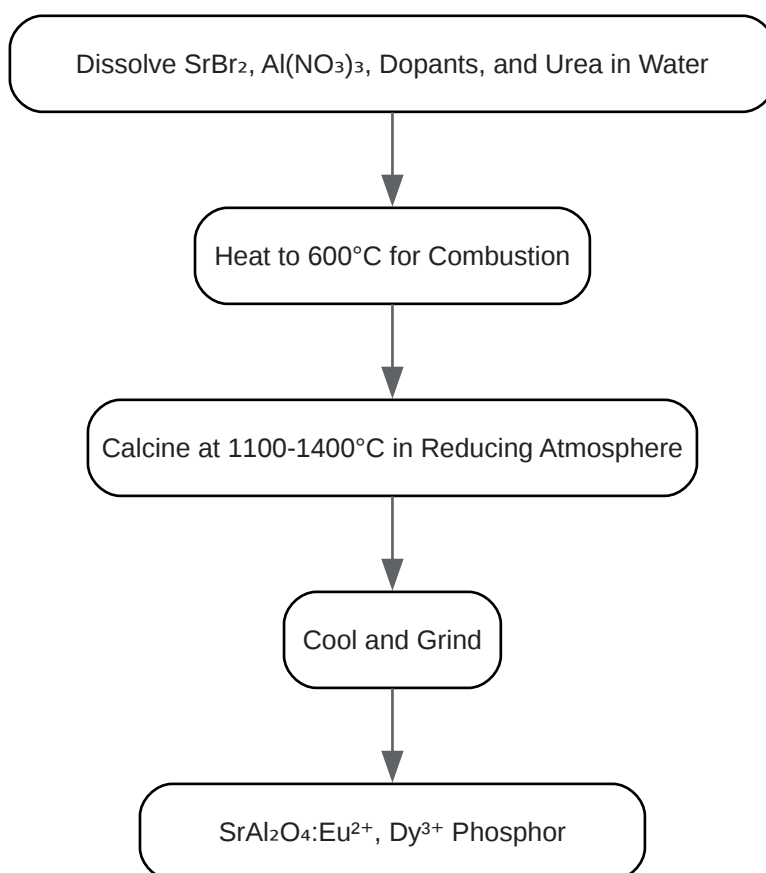 Dissolve SrBr₂, Al(NO₃)₃, Dopants, and Urea in Water
Heat to 600°C for Combustion
Calcine at 1100-1400°C in Reducing Atmosphere
Cool and Grind
SrAl₂O₄:Eu²⁺, Dy³⁺ Phosphor